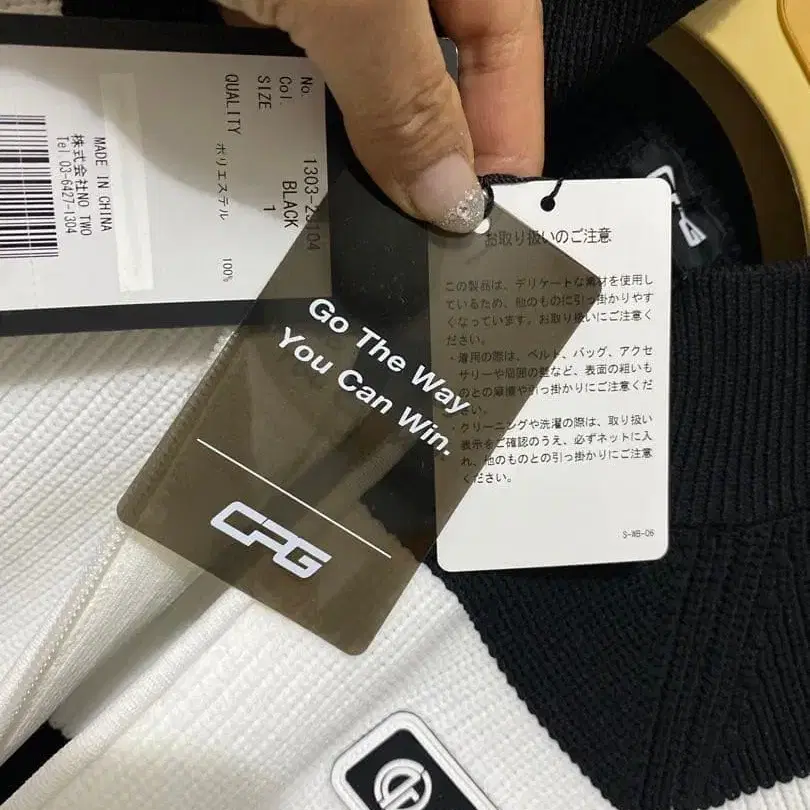 No.
1303-2
104
Col.
BLACK
SIZE
1
QUALITY
ポリエステル
100%
MADE IN CHINA
株式会社NO TWO
Tel 03-6427-1304
Go The Way
You Can Win.
CPG
お取り扱いのご注意
この製品は、デリケートな素材を使用し
ているため、他のものに引っ掛かりやす
くなっています。お取り扱いにご注意く
ださい。
・着用の際は、ベルト、バッグ、アクセ
サリーや周囲の壁など、表面の粗いも
のとの摩擦や引っ掛かりにご注意くだ
さい。
・クリーニングや洗濯の際は、取り扱い
表示をご確認のうえ、必ずネットに入
れ、他のものとの引っ掛かりにご注意
ください。
S-WB-06